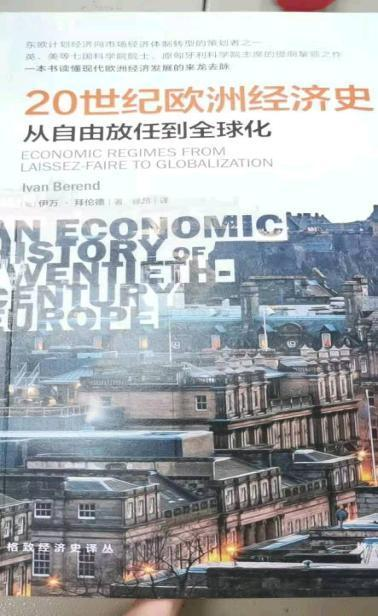 东欧计划经济向市场经济体制转型的策划者之一
英、美等七国科学院院士、原匈牙利科学院主席的提纲挈领之作
一本书读懂现代欧洲经济发展的来龙去脉
20世纪欧洲经济史
从自由放任到全球化
ECONOMIC REGIMES FROM
LAISSEZ-FAIRE TO GLOBALIZATION
Ivan Berend
伊万·拜伦德 著 徐昂 译
AN ECONOMIC
HISTORY OF
TWENTIETH-
CENTURY
EUROPE
格致经济史译丛